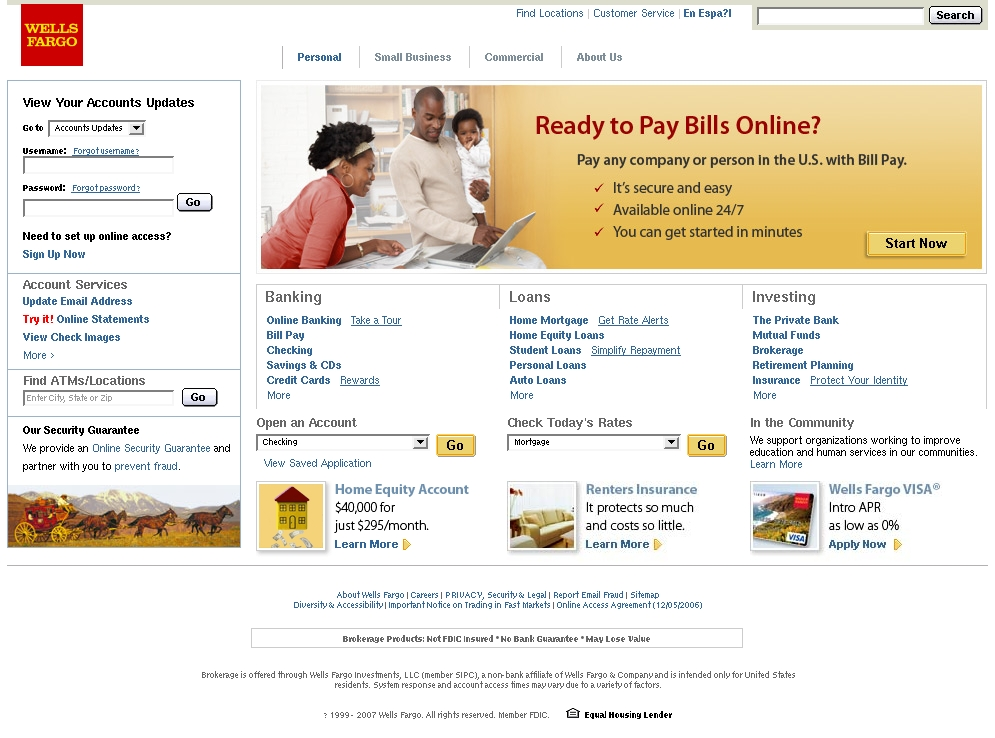 WELLS
FARGO
Find Locations | Customer Service | En Espa?l
Search
Personal
Small Business
Commercial
About Us
View Your Accounts Updates
Go to Accounts Updates
Username: Forgot username?
Password: Forgot password?
Go
Need to set up online access?
Sign Up Now
Account Services
Update Email Address
Try it! Online Statements
View Check Images
More >
Find ATMs/Locations
Enter City, State or Zip
Go
Our Security Guarantee
We provide an Online Security Guarantee and
partner with you to prevent fraud.
Ready to Pay Bills Online?
Pay any company or person in the U.S. with Bill Pay.
✓ It's secure and easy
✓ Available online 24/7
✓ You can get started in minutes
Start Now
Banking
Online Banking Take a Tour
Bill Pay
Checking
Savings & CDs
Credit Cards Rewards
More
Loans
Home Mortgage Get Rate Alerts
Home Equity Loans
Student Loans Simplify Repayment
Personal Loans
Auto Loans
More
Investing
The Private Bank
Mutual Funds
Brokerage
Retirement Planning
Insurance Protect Your Identity
More
Open an Account
Checking
Go
View Saved Application
Check Today's Rates
Mortgage
Go
In the Community
We support organizations working to improve
education and human services in our communities.
Learn More
Home Equity Account
$40,000 for
just $295/month.
Learn More
Renters Insurance
It protects so much
and costs so little.
Learn More
VISA
Wells Fargo VISA®
Intro APR
as low as 0%
Apply Now
About Wells Fargo | Careers | PRIVACY, Security & Legal | Report Email Fraud | Sitemap
Diversity & Accessibility | Important Notice on Trading in Fast Markets | Online Access Agreement (12/05/2006)
Brokerage Products: Not FDIC Insured * No Bank Guarantee * May Lose Value
Brokerage is offered through Wells Fargo Investments, LLC (member SIPC), a non-bank affiliate of Wells Fargo & Company and is intended only for United States
residents. System response and account access times may vary due to a variety of factors.
? 1999 - 2007 Wells Fargo. All rights reserved. Member FDIC. Equal Housing Lender